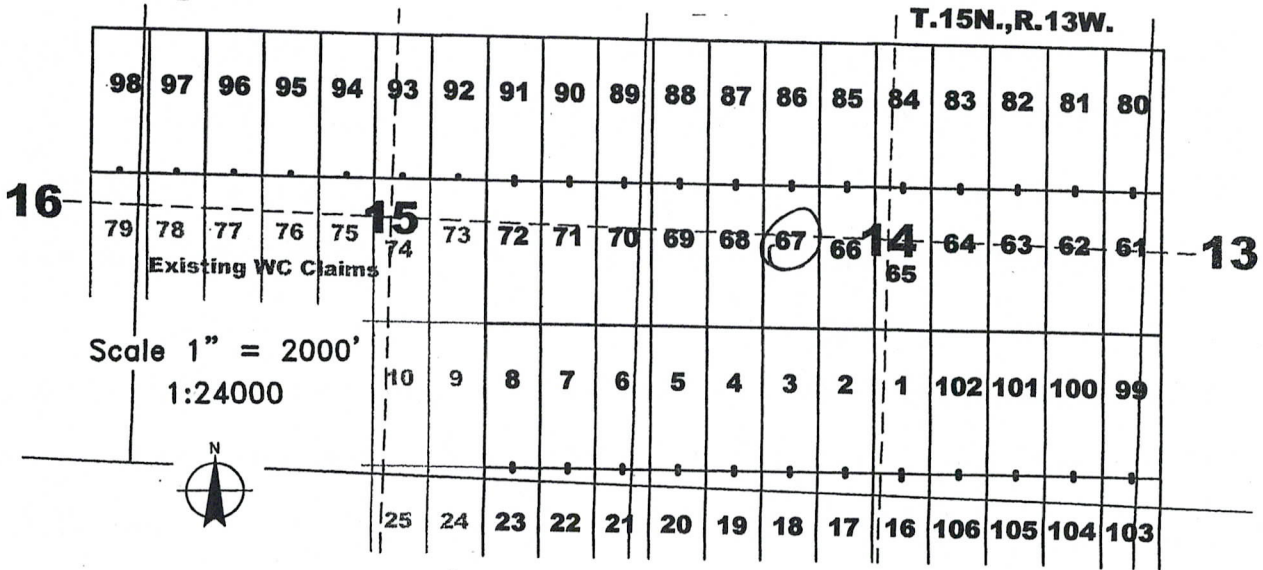 T.15N.,R.13W.
98 97 96 95 94 93 92 91 90 89 88 87 86 85 84 83 82 81 80
16 15 14 13
79 78 77 76 75 74 73 72 71 70 69 68 67 66 65 64 63 62 61
Existing WC Claims
Scale 1" = 2000'
1:24000
10 9 8 7 6 5 4 3 2 1 102 101 100 99
N
25 24 23 22 21 20 19 18 17 16 106 105 104 103